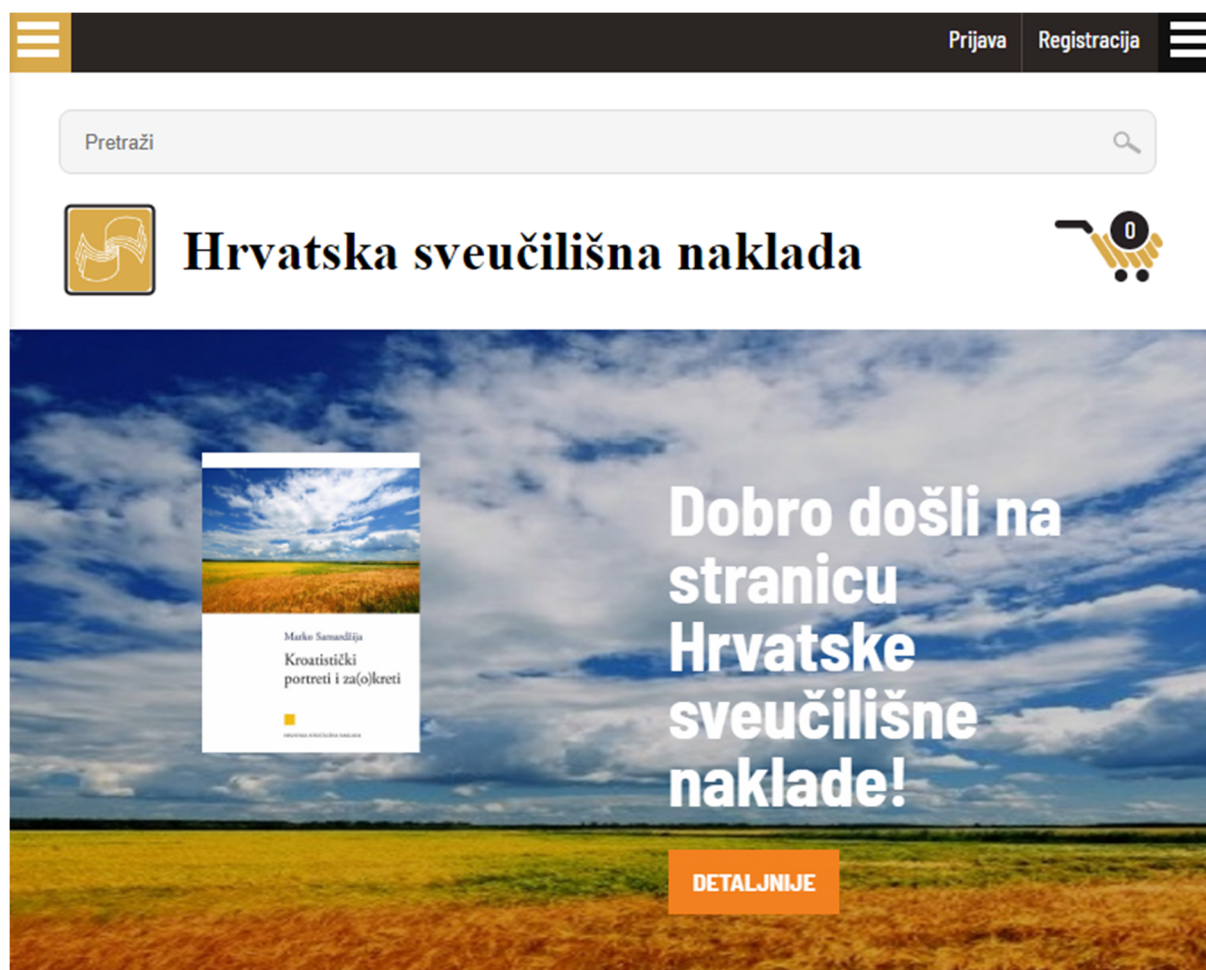 Prijava Registracija
Pretraži
Hrvatska sveučilišna naklada
0
Marko Samardžija
Kroatistički
portreti i za(o)kreti
HRVATSKA SVEUČILIŠNA NAKLADA
Dobro došli na
stranicu
Hrvatske
sveučilišne
naklade!
DETALJNIJE